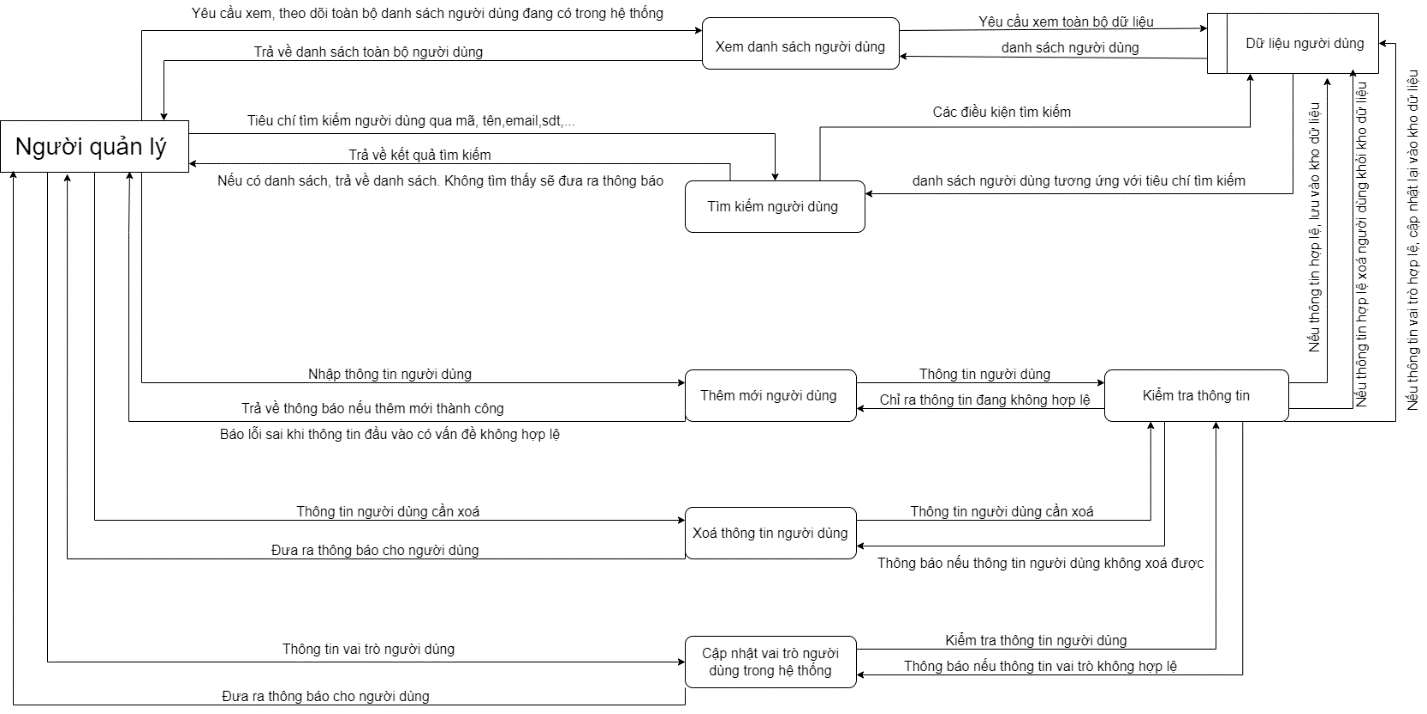 Yêu cầu xem, theo dõi toàn bộ danh sách người dùng đang có trong hệ thống
Trả về danh sách toàn bộ người dùng
Xem danh sách người dùng
Yêu cầu xem toàn bộ dữ liệu
danh sách người dùng
Dữ liệu người dùng
Người quản lý
Tiêu chí tìm kiếm người dùng qua mã, tên,email,sdt,...
Trả về kết quả tìm kiếm
Nếu có danh sách, trả về danh sách. Không tìm thấy sẽ đưa ra thông báo
Tìm kiếm người dùng
Các điều kiện tìm kiếm
danh sách người dùng tương ứng với tiêu chí tìm kiếm
Nếu thông tin hợp lệ, lưu vào kho dữ liệu
Nếu thông tin hợp lệ xoá người dùng khỏi kho dữ liệu
Nếu thông tin vai trò hợp lệ, cập nhật lại vào kho dữ liệu
Nhập thông tin người dùng
Trả về thông báo nếu thêm mới thành công
Báo lỗi sai khi thông tin đầu vào có vấn đề không hợp lệ
Thêm mới người dùng
Thông tin người dùng
Chỉ ra thông tin đang không hợp lệ
Kiểm tra thông tin
Thông tin người dùng cần xoá
Đưa ra thông báo cho người dùng
Xoá thông tin người dùng
Thông tin người dùng cần xoá
Thông báo nếu thông tin người dùng không xoá được
Thông tin vai trò người dùng
Đưa ra thông báo cho người dùng
Cập nhật vai trò người
dùng trong hệ thống
Kiểm tra thông tin người dùng
Thông báo nếu thông tin vai trò không hợp lệ